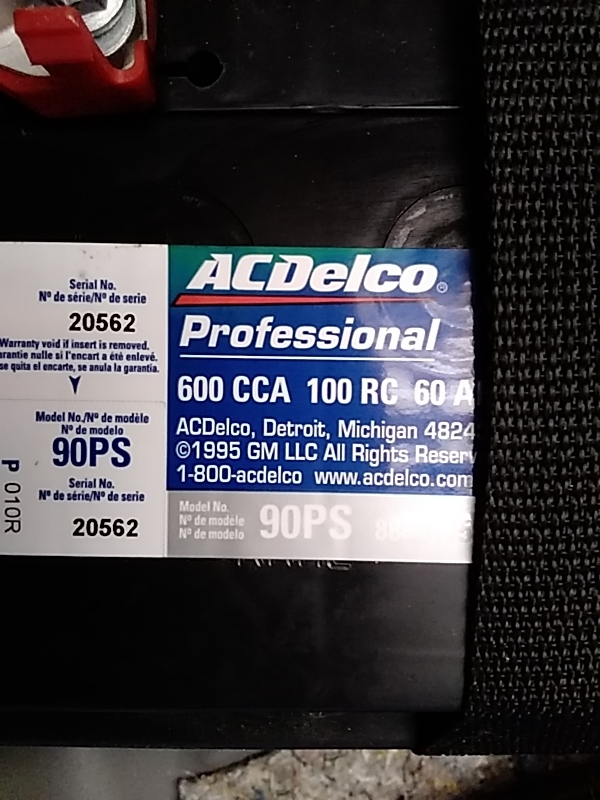 Serial No.
Nº de série/Nº de serie
20562
Warranty void if insert is removed.
garantie nulle si l'encart a été enlevé.
se quita el encarte, se anula la garantía.
Model No./Nº de modèle
Nº de modelo
90PS
Serial No.
Nº de série/Nº de serie
20562
P 010R
ACDelco®
Professional
600 CCA 100 RC 60 A
ACDelco, Detroit, Michigan 4824
©1995 GM LLC All Rights Reserv
1-800-acdelco www.acdelco.com
Model No.
Nº de modèle
Nº de modelo
90PS